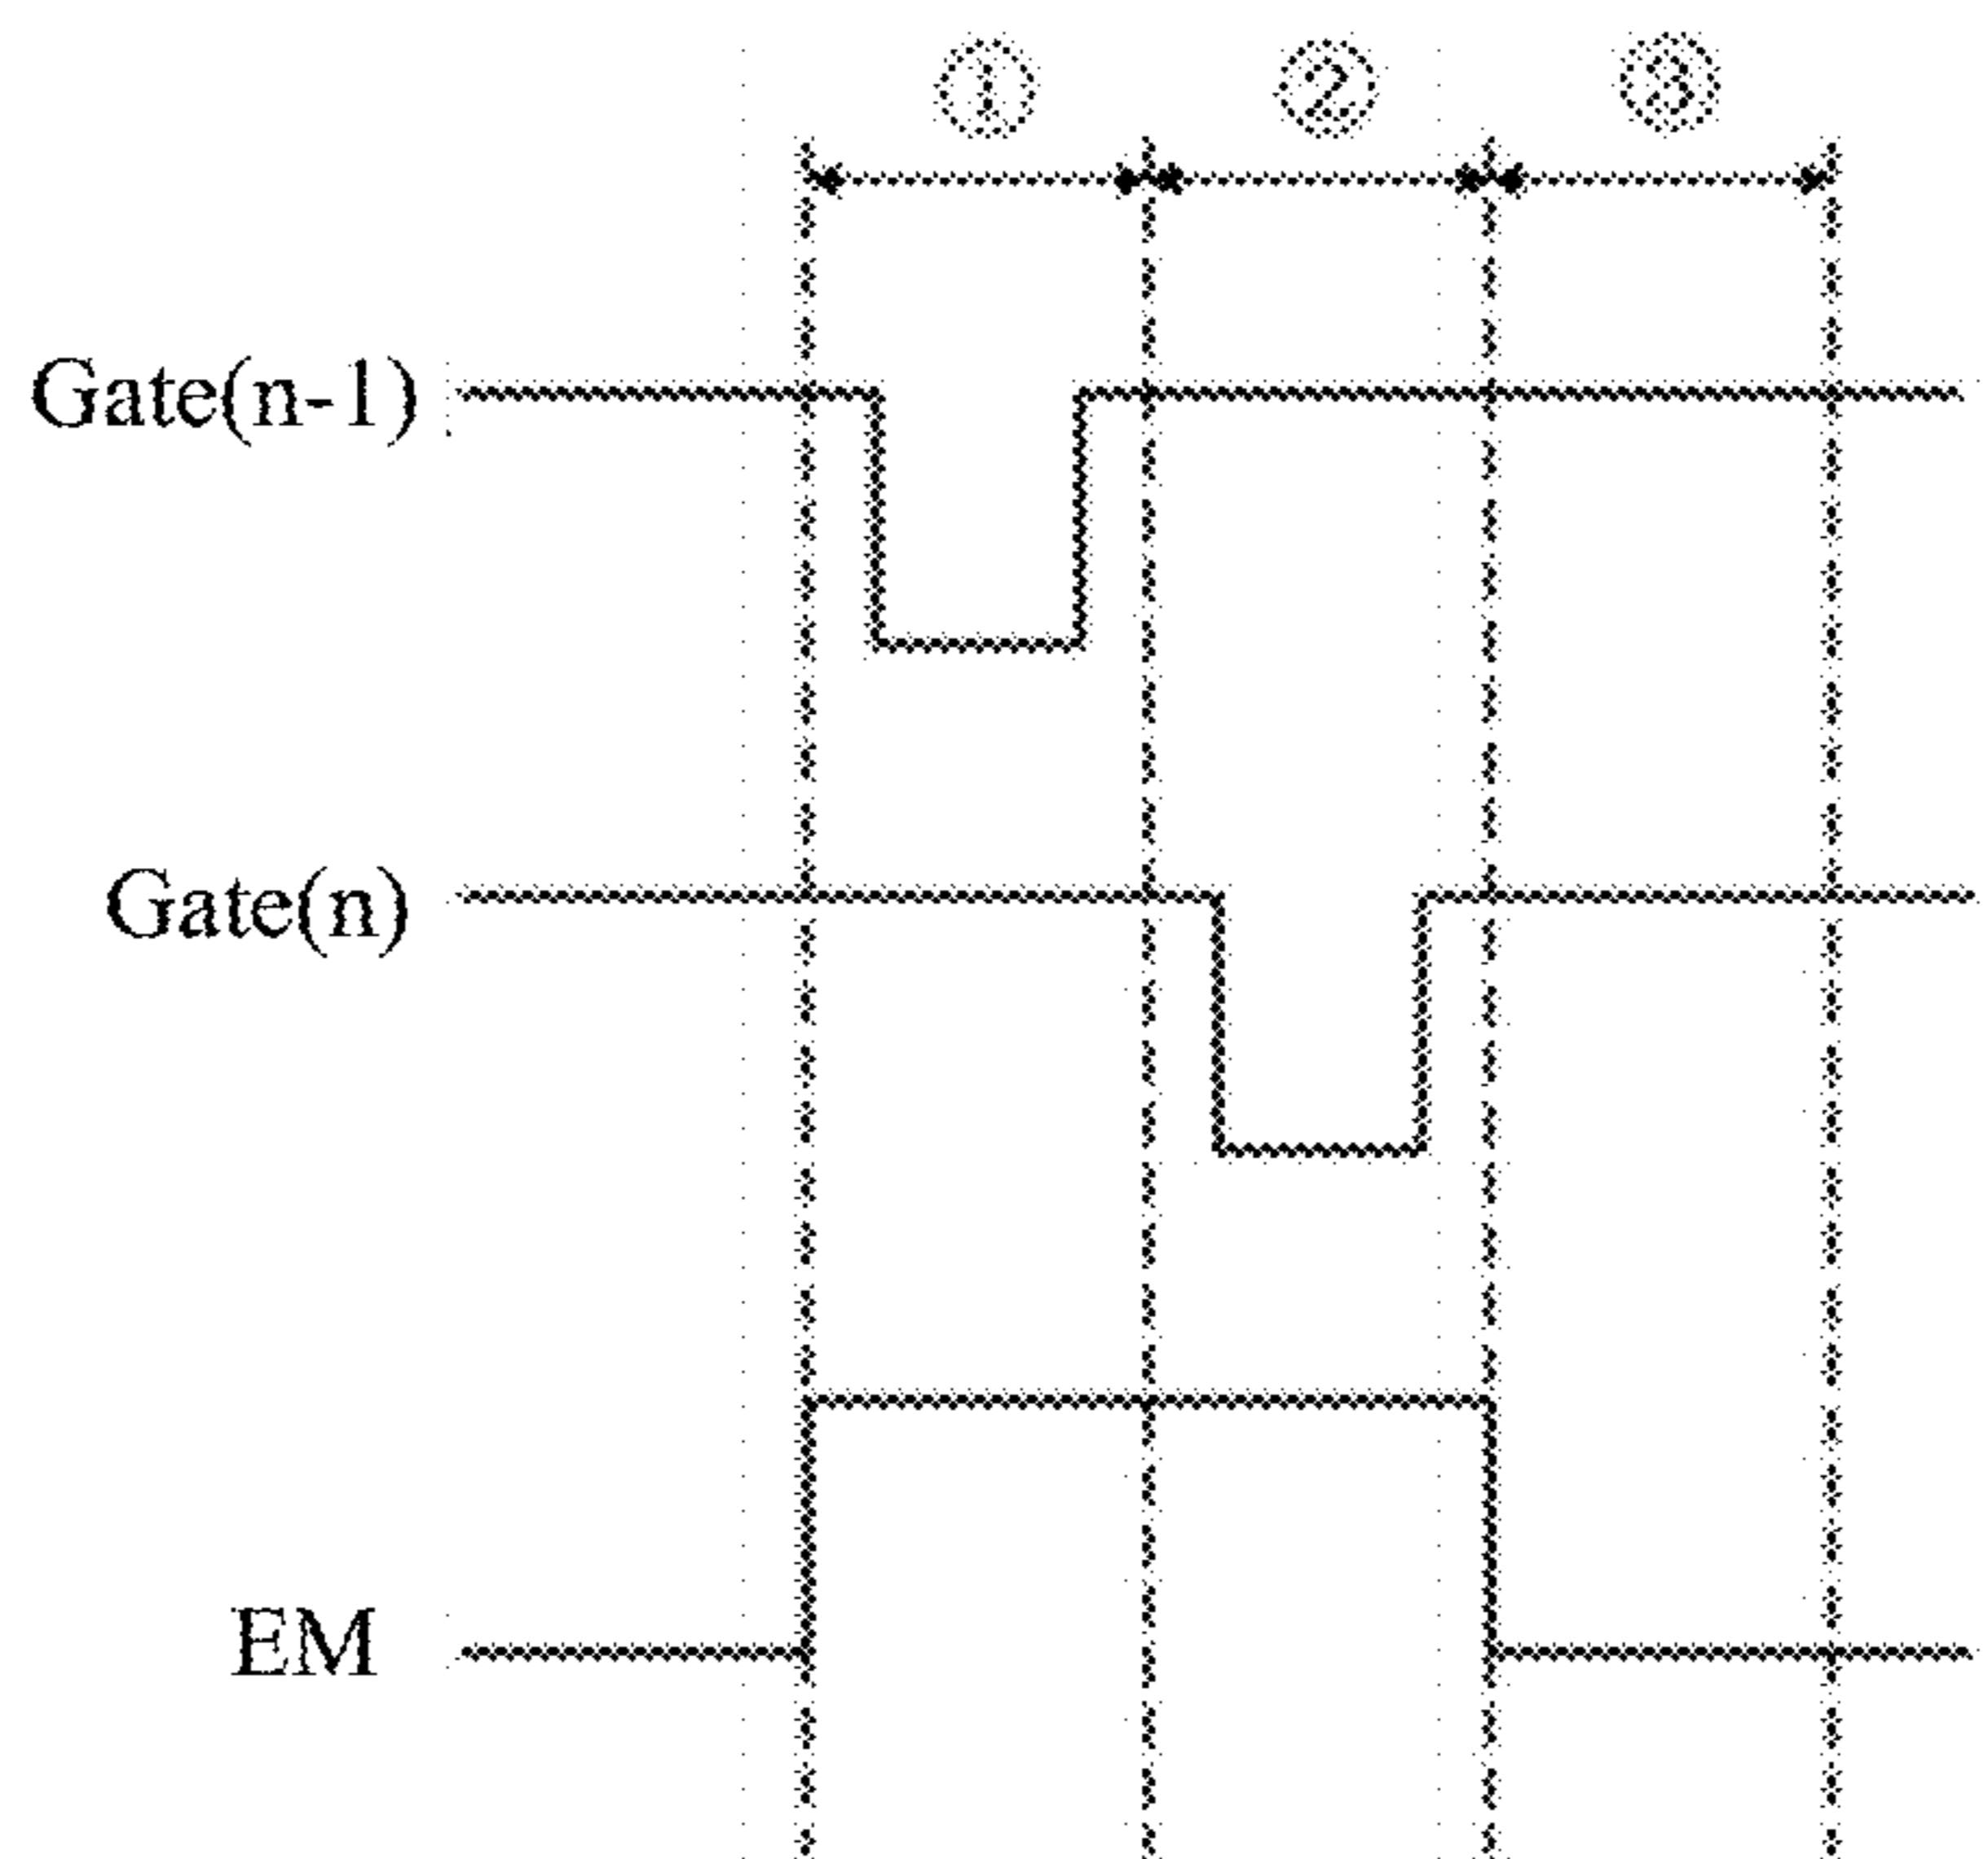 ① ② ③
Gate(n-1)
Gate(n)
EM